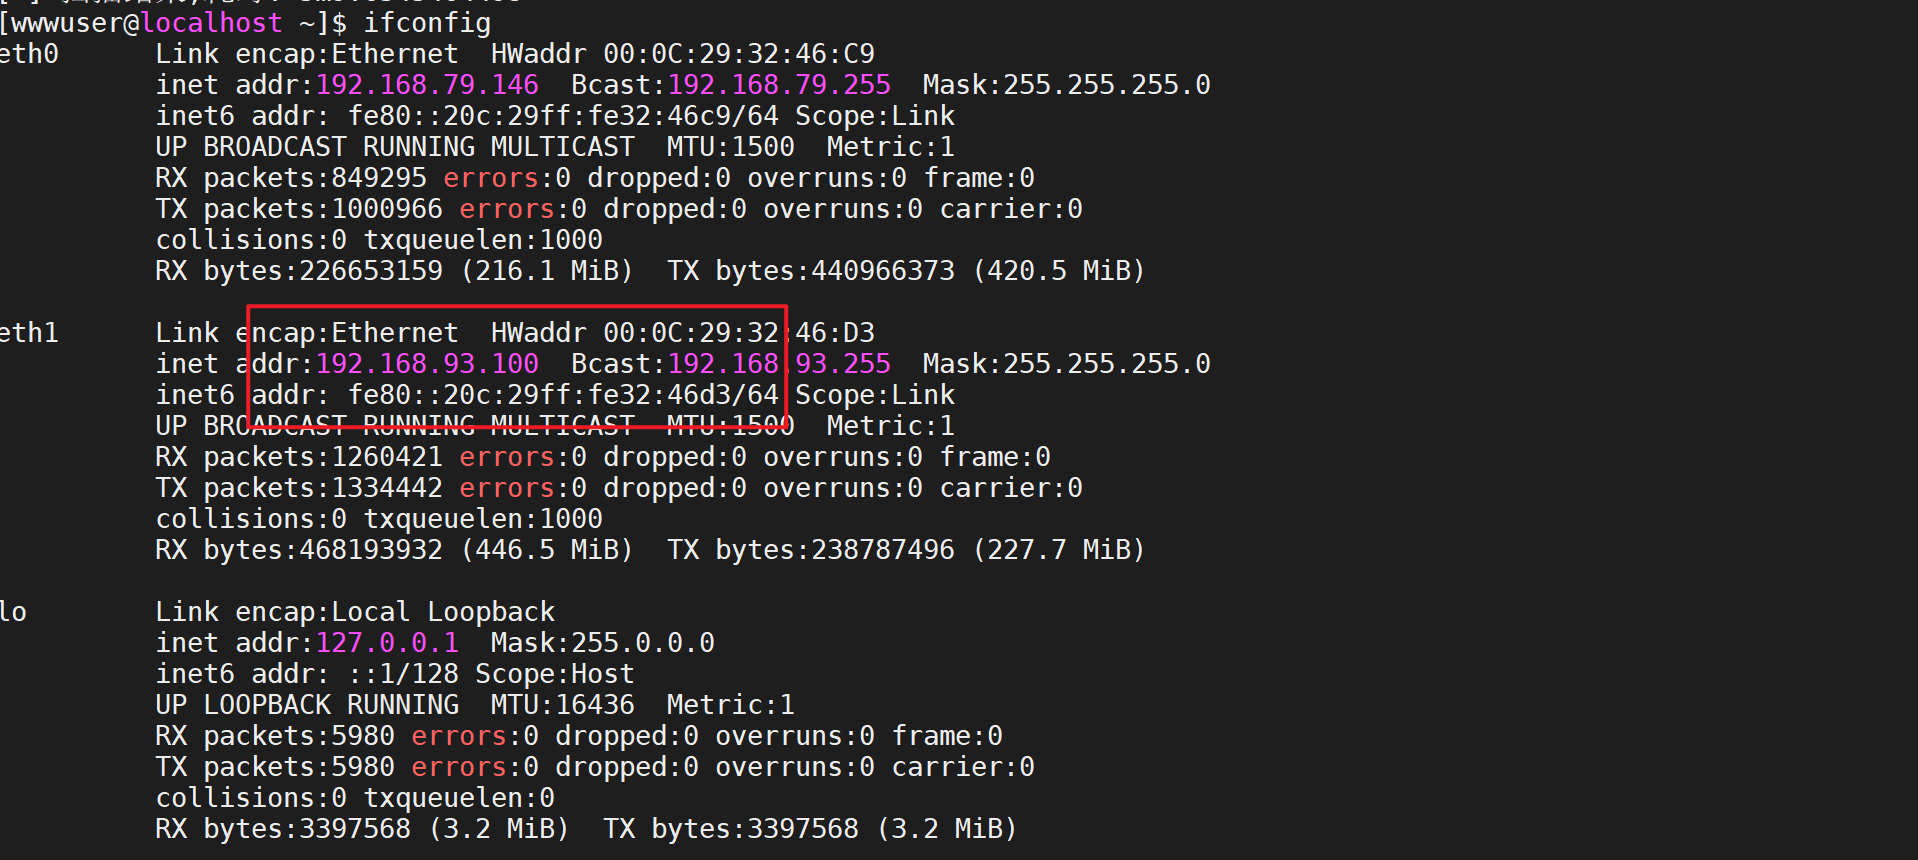 [wwwuser@localhost ~]$ ifconfig
eth0      Link encap:Ethernet  HWaddr 00:0C:29:32:46:C9
          inet addr:192.168.79.146  Bcast:192.168.79.255  Mask:255.255.255.0
          inet6 addr: fe80::20c:29ff:fe32:46c9/64 Scope:Link
          UP BROADCAST RUNNING MULTICAST  MTU:1500  Metric:1
          RX packets:849295 errors:0 dropped:0 overruns:0 frame:0
          TX packets:1000966 errors:0 dropped:0 overruns:0 carrier:0
          collisions:0 txqueuelen:1000
          RX bytes:226653159 (216.1 MiB)  TX bytes:440966373 (420.5 MiB)
eth1      Link encap:Ethernet  HWaddr 00:0C:29:32:46:D3
          inet addr:192.168.93.100  Bcast:192.168.93.255  Mask:255.255.255.0
          inet6 addr: fe80::20c:29ff:fe32:46d3/64 Scope:Link
          UP BROADCAST RUNNING MULTICAST  MTU:1500  Metric:1
          RX packets:1260421 errors:0 dropped:0 overruns:0 frame:0
          TX packets:1334442 errors:0 dropped:0 overruns:0 carrier:0
          collisions:0 txqueuelen:1000
          RX bytes:468193932 (446.5 MiB)  TX bytes:238787496 (227.7 MiB)
lo        Link encap:Local Loopback
          inet addr:127.0.0.1  Mask:255.0.0.0
          inet6 addr: ::1/128 Scope:Host
          UP LOOPBACK RUNNING  MTU:16436  Metric:1
          RX packets:5980 errors:0 dropped:0 overruns:0 frame:0
          TX packets:5980 errors:0 dropped:0 overruns:0 carrier:0
          collisions:0 txqueuelen:0
          RX bytes:3397568 (3.2 MiB)  TX bytes:3397568 (3.2 MiB)